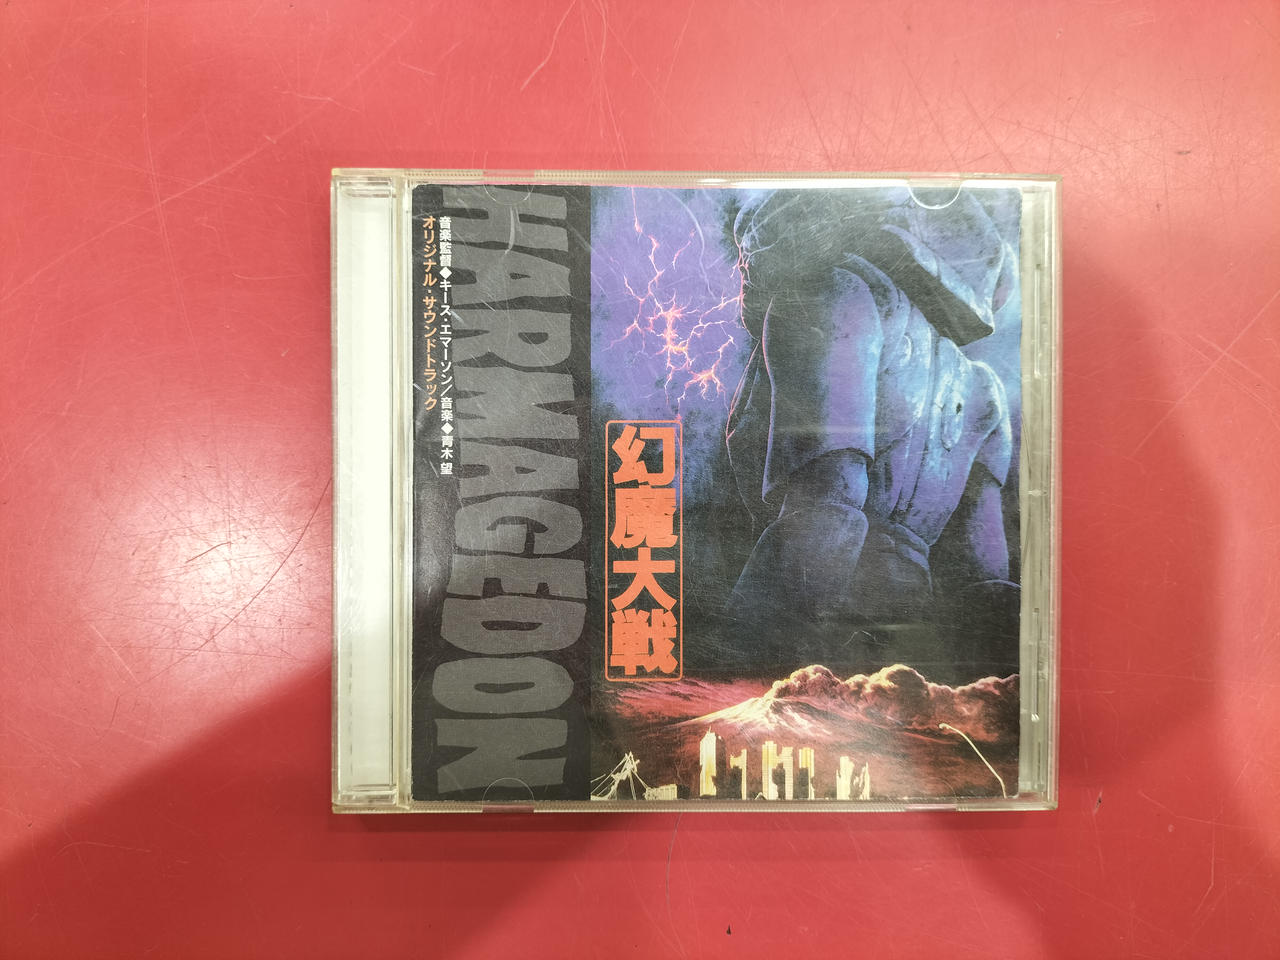 音楽監督◆キース・エマーソン/音楽◆青木 望
オリジナル・サウンドトラック
HARMAGEDON
幻魔大戦